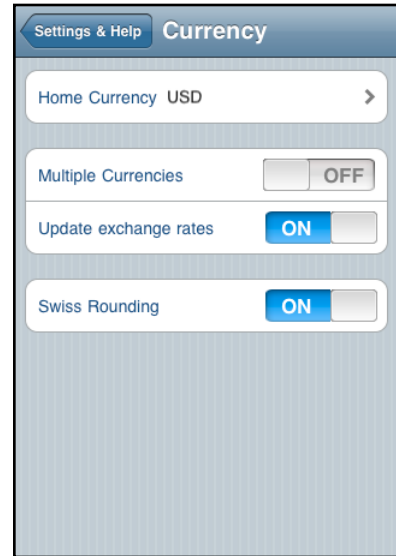 Settings & Help Currency
Home Currency USD
Multiple Currencies OFF
Update exchange rates ON
Swiss Rounding ON